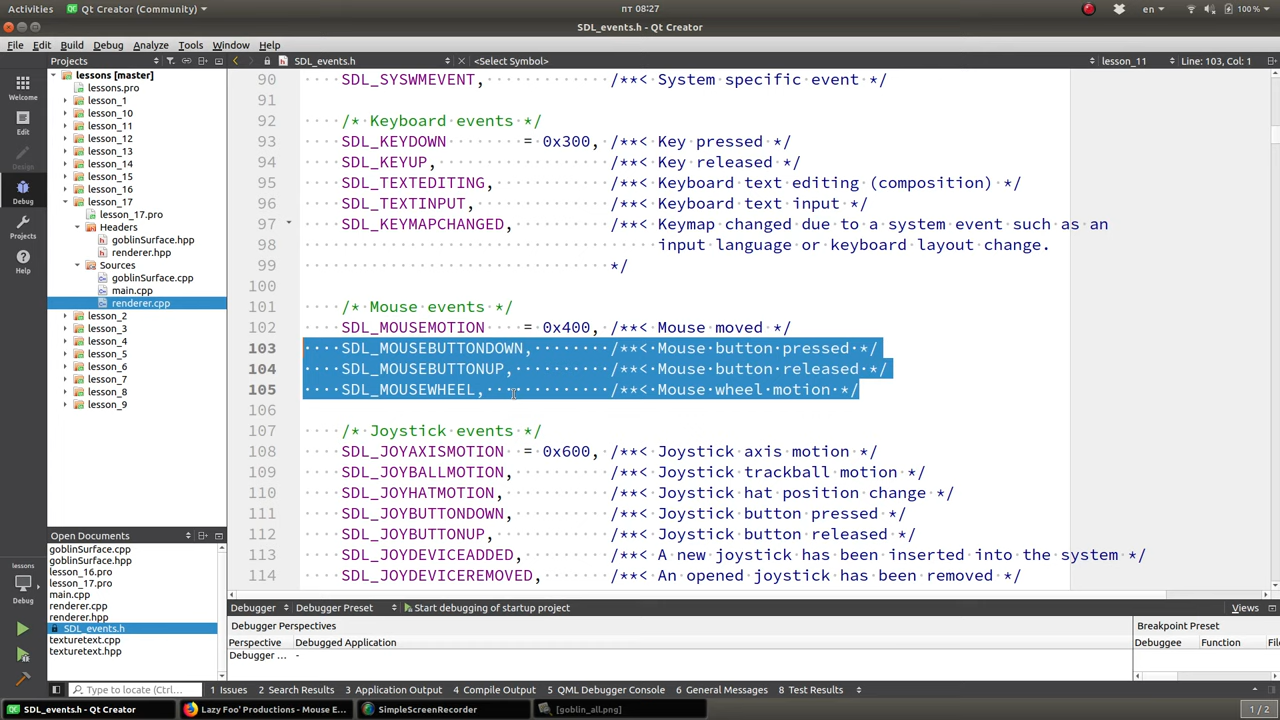 Activities
Qt Creator (Community)
пт 08:27
en
100 %
SDL_events.h - Qt Creator
File Edit Build Debug Analyze Tools Window Help
Projects
SDL_events.h
<Select Symbol>
lesson_11
Line: 103, Col: 1
Welcome
Edit
Design
Debug
Projects
Help
lessons [master]
lessons.pro
lesson_1
lesson_10
lesson_11
lesson_12
lesson_13
lesson_14
lesson_15
lesson_16
lesson_17
lesson_17.pro
Headers
goblinSurface.hpp
renderer.hpp
Sources
goblinSurface.cpp
main.cpp
renderer.cpp
lesson_2
lesson_3
lesson_4
lesson_5
lesson_6
lesson_7
lesson_8
lesson_9
90 SDL_SYSWMEVENT, /**< System specific event */
91
92 /* Keyboard events */
93 SDL_KEYDOWN = 0x300, /**< Key pressed */
94 SDL_KEYUP, /**< Key released */
95 SDL_TEXTEDITING, /**< Keyboard text editing (composition) */
96 SDL_TEXTINPUT, /**< Keyboard text input */
97 SDL_KEYMAPCHANGED, /**< Keymap changed due to a system event such as an
98 input language or keyboard layout change.
99 */
100
101 /* Mouse events */
102 SDL_MOUSEMOTION = 0x400, /**< Mouse moved */
103 SDL_MOUSEBUTTONDOWN, /**< Mouse button pressed */
104 SDL_MOUSEBUTTONUP, /**< Mouse button released */
105 SDL_MOUSEWHEEL, /**< Mouse wheel motion */
106
107 /* Joystick events */
108 SDL_JOYAXISMOTION = 0x600, /**< Joystick axis motion */
109 SDL_JOYBALLMOTION, /**< Joystick trackball motion */
110 SDL_JOYHATMOTION, /**< Joystick hat position change */
111 SDL_JOYBUTTONDOWN, /**< Joystick button pressed */
112 SDL_JOYBUTTONUP, /**< Joystick button released */
113 SDL_JOYDEVICEADDED, /**< A new joystick has been inserted into the system */
114 SDL_JOYDEVICEREMOVED, /**< An opened joystick has been removed */
Open Documents
goblinSurface.cpp
goblinSurface.cpp
lesson_16.pro
lesson_17.pro
main.cpp
renderer.cpp
renderer.hpp
SDL_events.h
texturetext.cpp
texturetext.hpp
lessons
Debug
Debugger
Debugger Preset
Start debugging of startup project
Views
Debugger Perspectives
Perspective Debugged Application
Debugger ... -
Breakpoint Preset
Debuggee Function Fil
Type to locate (Ctrl...
1 Issues 2 Search Results 3 Application Output 4 Compile Output 5 QML Debugger Console 6 General Messages 8 Test Results
SDL_events.h - Qt Creator
Lazy Foo' Productions - Mouse E...
SimpleScreenRecorder
[goblin_all.png]
1 / 2